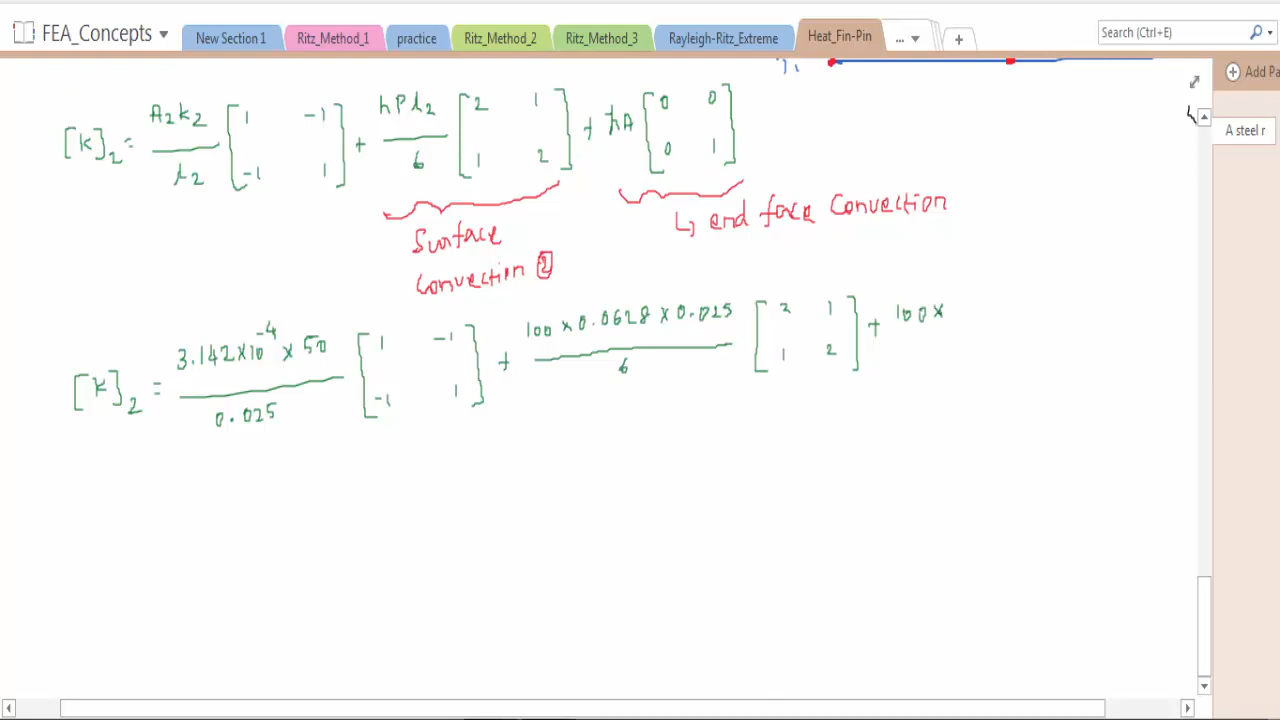 FEA_Concepts
New Section 1
Ritz_Method_1
practice
Ritz_Method_2
Ritz_Method_3
Rayleigh-Ritz_Extreme
Heat_Fin-Pin
...
+
Search (Ctrl+E)
Add Pa
A steel r
[K]₂ = A₂k₂/l₂ [1 -1; -1 1] + hPl₂/6 [2 1; 1 2] + hA [0 0; 0 1]
Surface
Convection 2
↳ end face Convection
[K]₂ = 3.142×10⁻⁴ × 50/0.025 [1 -1; -1 1] + 100 × 0.0628 × 0.025/6 [2 1; 1 2] + 100 ×